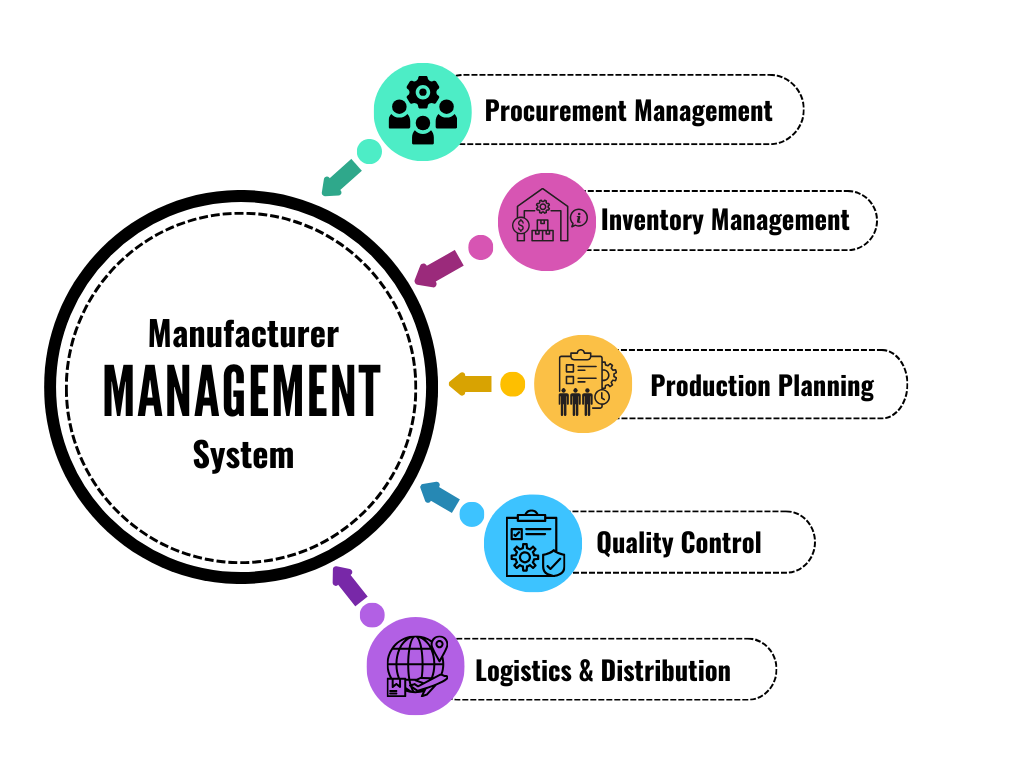 Procurement Management
Inventory Management
Manufacturer
MANAGEMENT
System
Production Planning
Quality Control
Logistics & Distribution